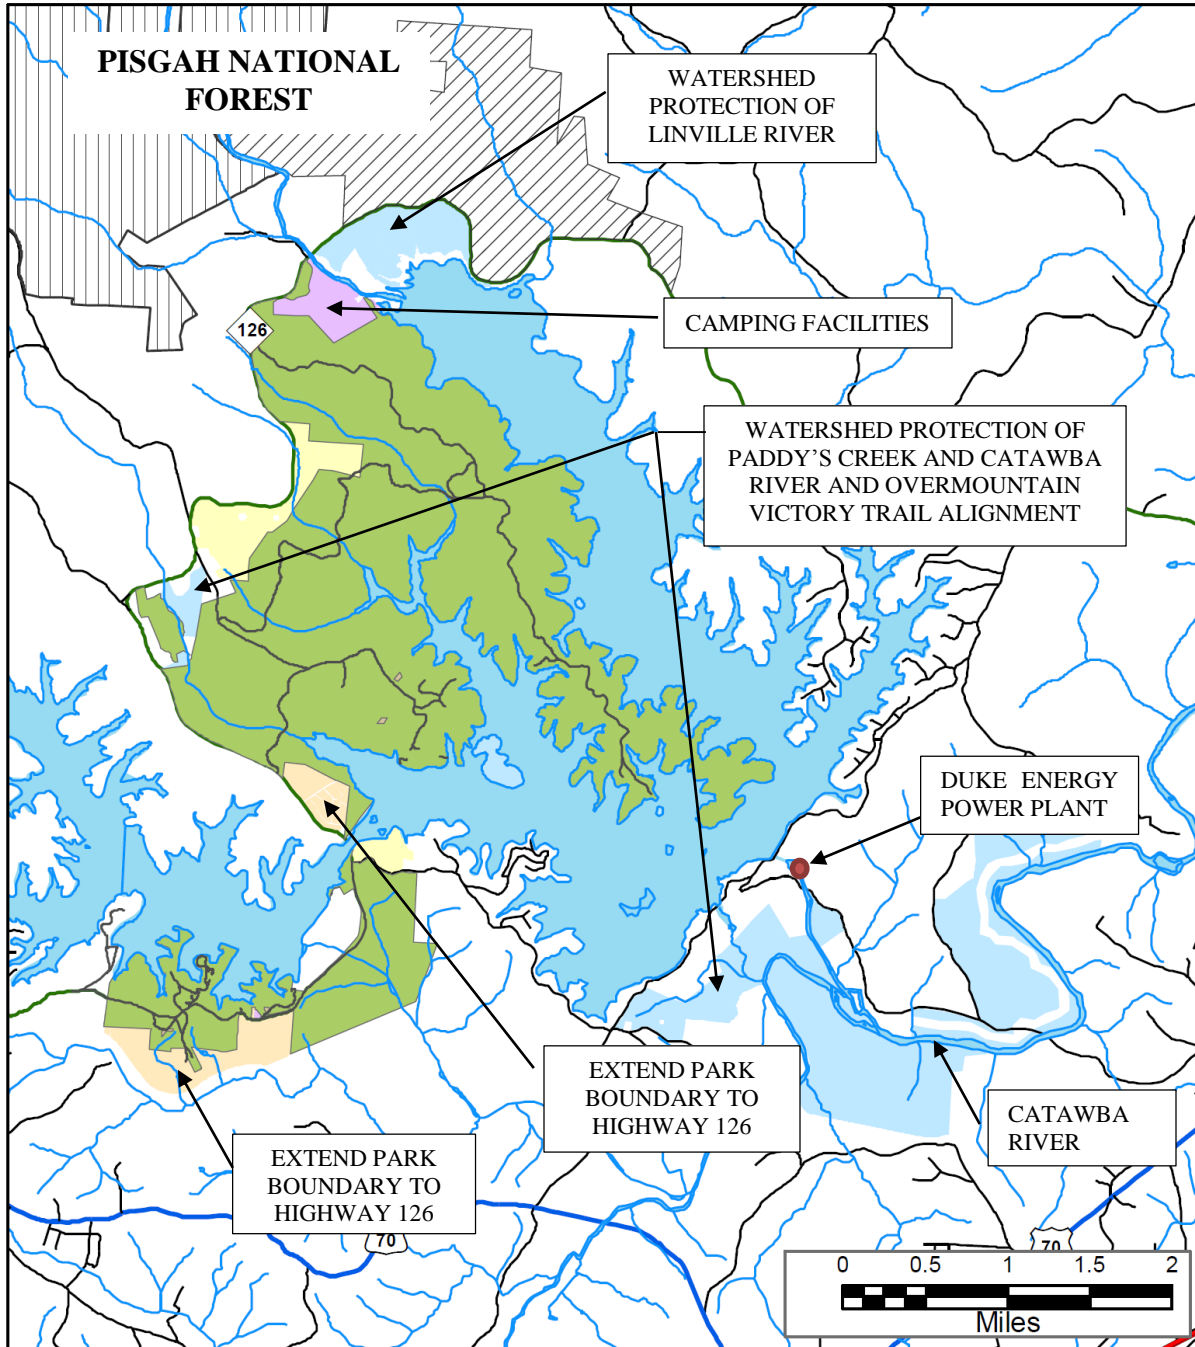 PISGAH NATIONAL
FOREST
WATERSHED
PROTECTION OF
LINVILLE RIVER
CAMPING FACILITIES
126
WATERSHED PROTECTION OF
PADDY'S CREEK AND CATAWBA
RIVER AND OVERMOUNTAIN
VICTORY TRAIL ALIGNMENT
DUKE ENERGY
POWER PLANT
EXTEND PARK
BOUNDARY TO
HIGHWAY 126
CATAWBA
RIVER
EXTEND PARK
BOUNDARY TO
HIGHWAY 126
70
70
0 0.5 1 1.5 2
Miles